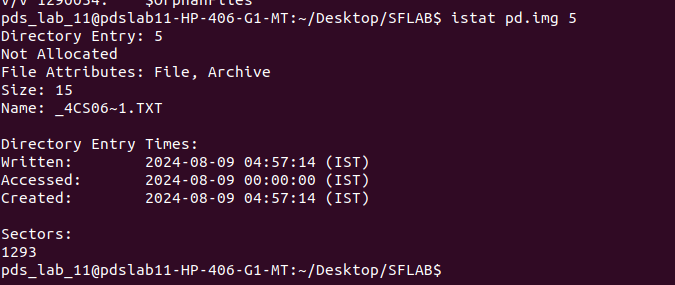 v/v 1290034:    $OrphanFiles
pds_lab_11@pdslab11-HP-406-G1-MT:~/Desktop/SFLAB$ istat pd.img 5
Directory Entry: 5
Not Allocated
File Attributes: File, Archive
Size: 15
Name: _4CS06~1.TXT

Directory Entry Times:
Written:        2024-08-09 04:57:14 (IST)
Accessed:       2024-08-09 00:00:00 (IST)
Created:        2024-08-09 04:57:14 (IST)

Sectors:
1293
pds_lab_11@pdslab11-HP-406-G1-MT:~/Desktop/SFLAB$